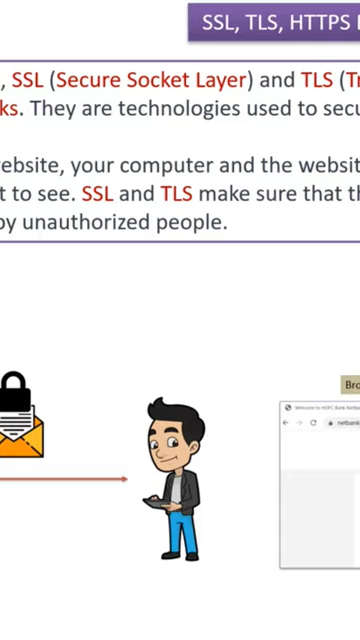 SSL, TLS, HTTPS
, SSL (Secure Socket Layer) and TLS (Tr
ks. They are technologies used to secu
website, your computer and the websit
t to see. SSL and TLS make sure that th
by unauthorized people.
Bro
Welcome to HDFC Bank NetBa
netbank